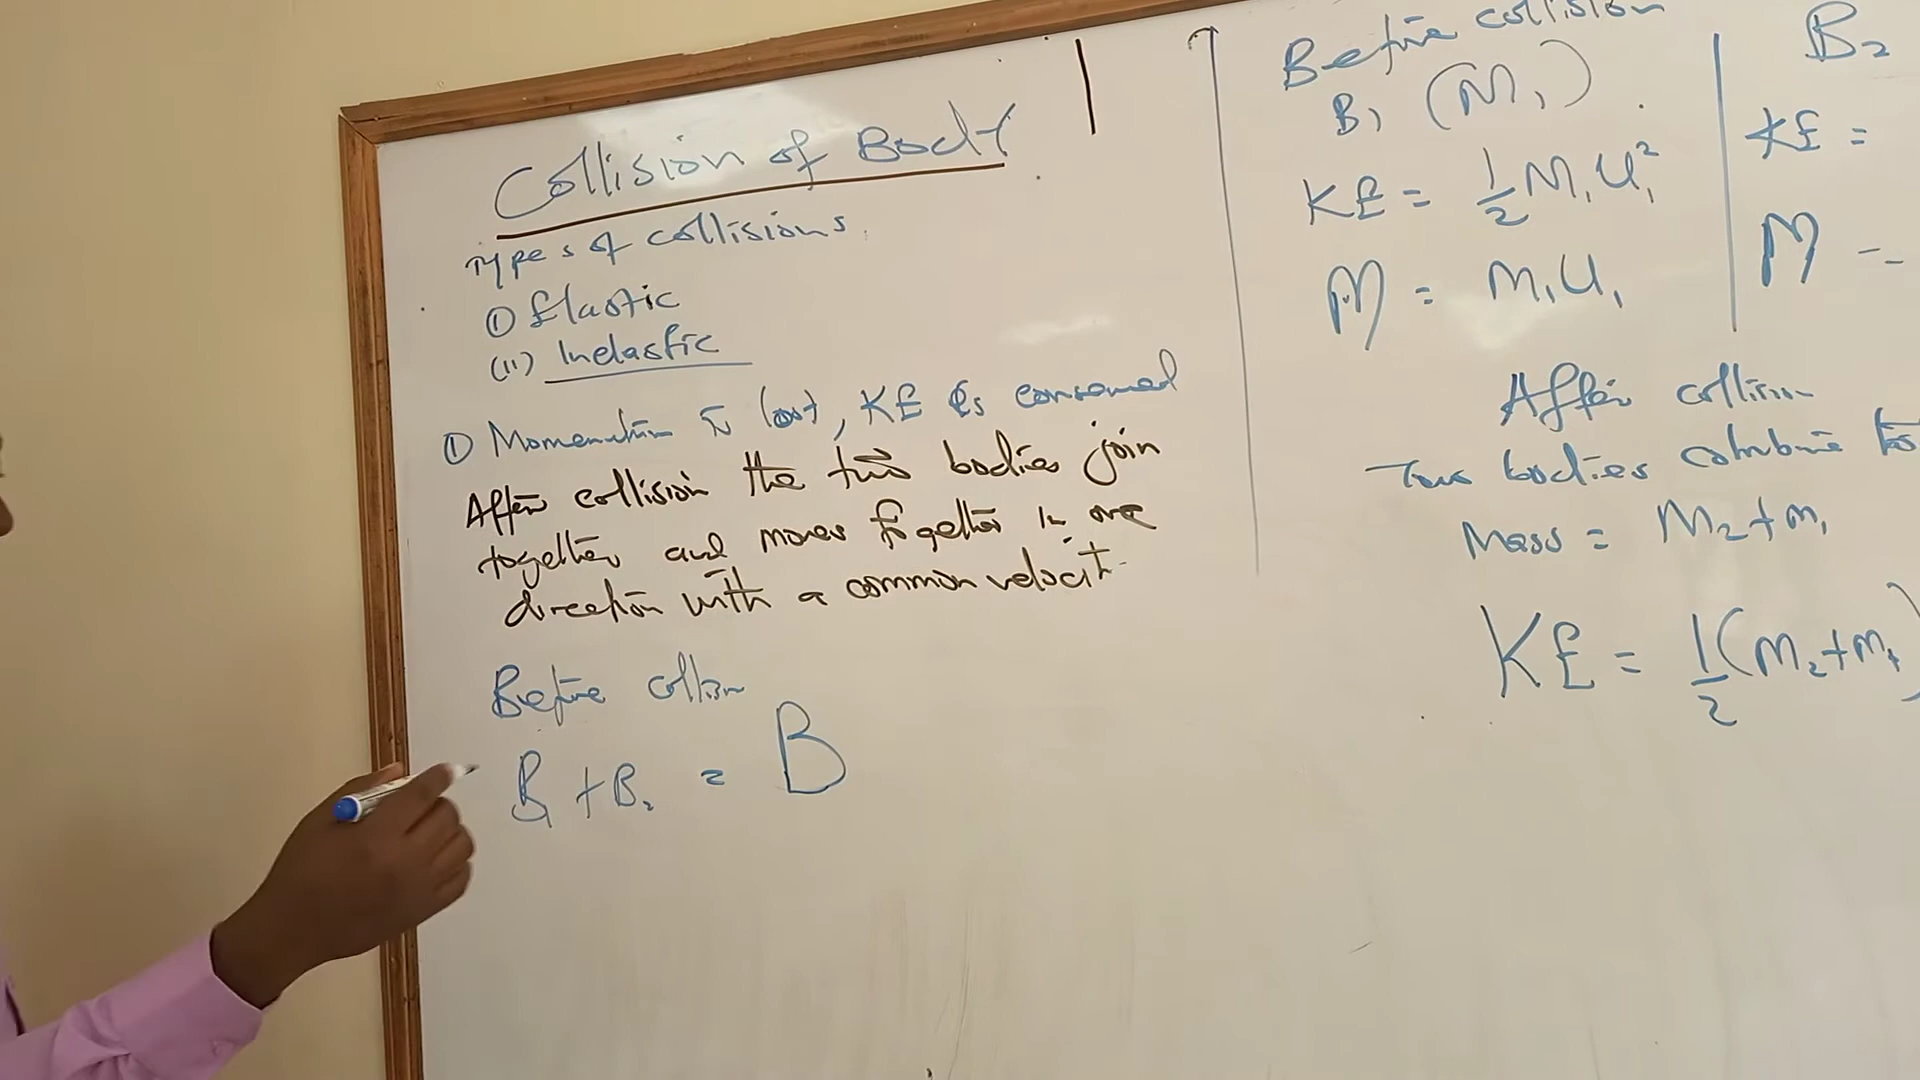 Collision of Body
Types of collisions
(i) Elastic
(ii) Inelastic
(i) Momentum is lost, KE is conserved
After collision the two bodies join
together and moves together in one
direction with a common velocit
Before
B1 + B2 = B
Before collision
B1 (M1)
KE = 1/2 M1U1²
M = M1U1
B2
KE =
M =
After collision
Two bodies combine
Mass = M2+m1
KE = 1/2(M2+m1)